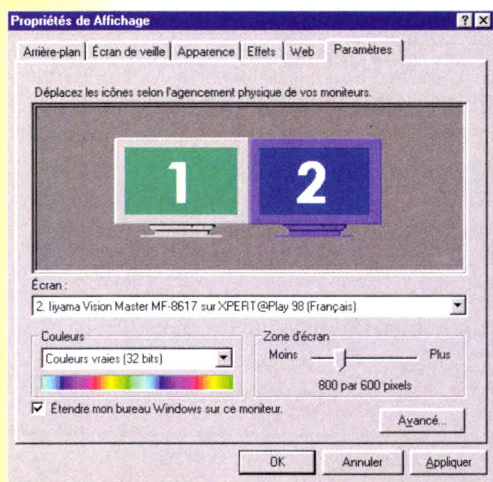 Propriétés de Affichage
Arrière-plan Écran de veille Apparence Effets Web Paramètres
Déplacez les icônes selon l'agencement physique de vos moniteurs.
1 2
Écran :
2. Iiyama Vision Master MF-8617 sur XPERT@Play 98 (Français)
Couleurs
Couleurs vraies (32 bits)
Zone d'écran
Moins Plus
800 par 600 pixels
Étendre mon bureau Windows sur ce moniteur.
Avancé...
OK Annuler Appliquer